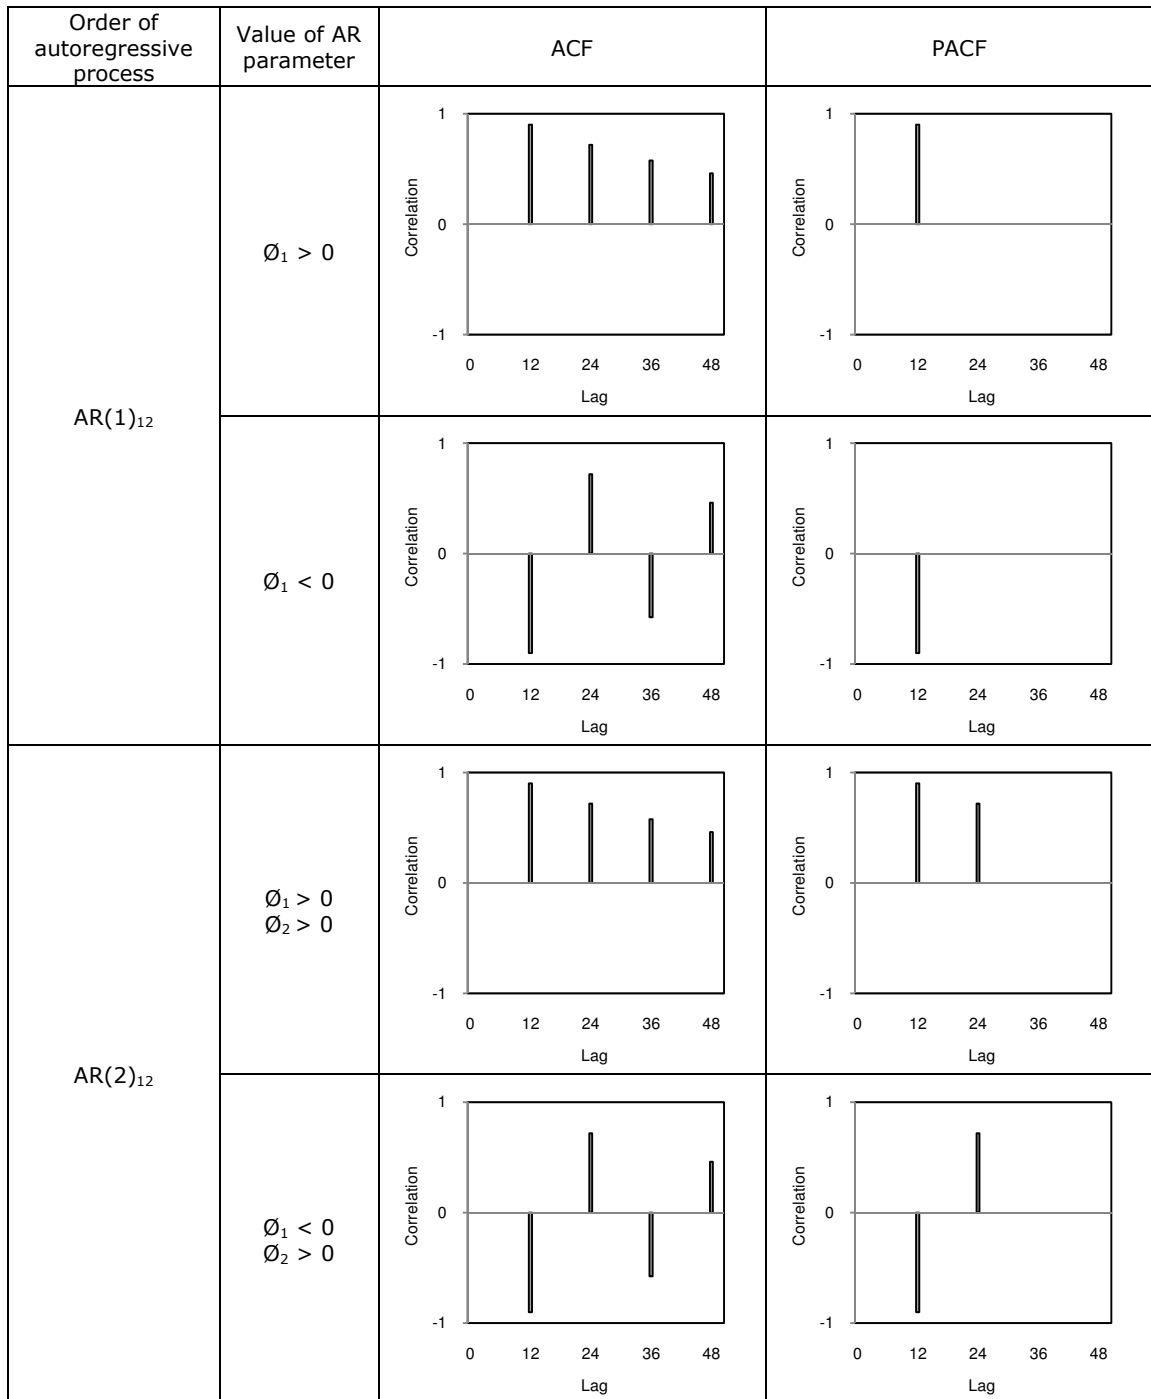 Order of
autoregressive
process
Value of AR
parameter
ACF
PACF
AR(1)₁₂
Ø₁ > 0
Correlation
1
0
-1
0 12 24 36 48
Lag
Correlation
1
0
-1
0 12 24 36 48
Lag
Ø₁ < 0
Correlation
1
0
-1
0 12 24 36 48
Lag
Correlation
1
0
-1
0 12 24 36 48
Lag
AR(2)₁₂
Ø₁ > 0
Ø₂ > 0
Correlation
1
0
-1
0 12 24 36 48
Lag
Correlation
1
0
-1
0 12 24 36 48
Lag
Ø₁ < 0
Ø₂ > 0
Correlation
1
0
-1
0 12 24 36 48
Lag
Correlation
1
0
-1
0 12 24 36 48
Lag